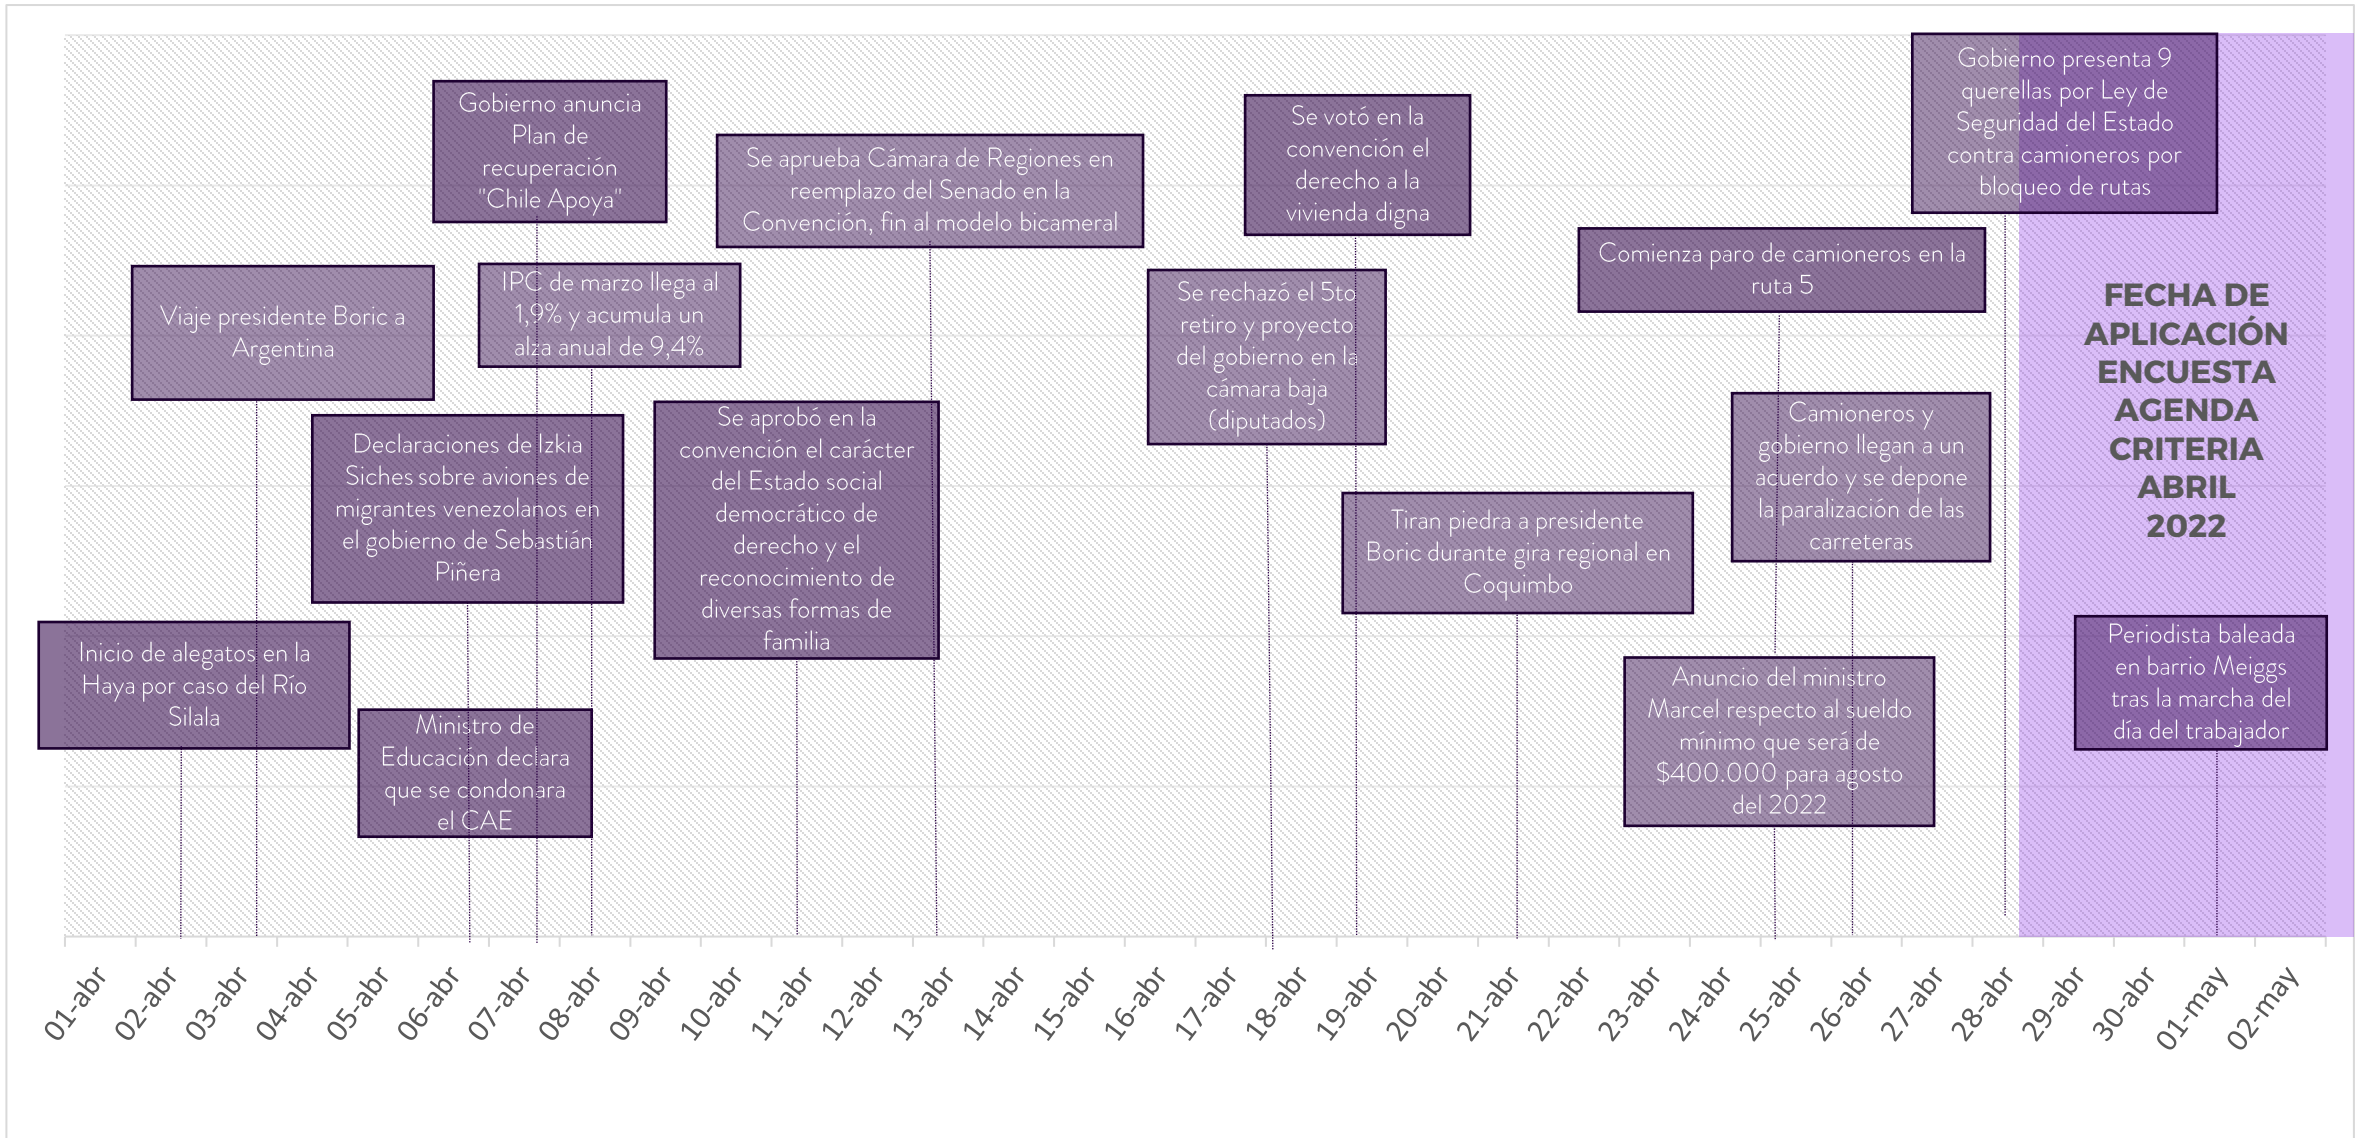 Gobierno anuncia
Plan de
recuperación
"Chile Apoya"
Se aprueba Cámara de Regiones en
reemplazo del Senado en la
Convención, fin al modelo bicameral
Se votó en la
convención el
derecho a la
vivienda digna
Gobierno presenta 9
querellas por Ley de
Seguridad del Estado
contra camioneros por
bloqueo de rutas
Viaje presidente Boric a
Argentina
IPC de marzo llega al
1,9% y acumula un
alza anual de 9,4%
Se rechazó el 5to
retiro y proyecto
del gobierno en la
cámara baja
(diputados)
Comienza paro de camioneros en la
ruta 5
FECHA DE
APLICACIÓN
ENCUESTA
AGENDA
CRITERIA
ABRIL
2022
Declaraciones de Izkia
Siches sobre aviones de
migrantes venezolanos en
el gobierno de Sebastián
Piñera
Se aprobó en la
convención el carácter
del Estado social
democrático de
derecho y el
reconocimiento de
diversas formas de
familia
Tiran piedra a presidente
Boric durante gira regional en
Coquimbo
Camioneros y
gobierno llegan a un
acuerdo y se depone
la paralización de las
carreteras
Inicio de alegatos en la
Haya por caso del Río
Silala
Ministro de
Educación declara
que se condonara
el CAE
Anuncio del ministro
Marcel respecto al sueldo
mínimo que será de
$400.000 para agosto
del 2022
Periodista baleada
en barrio Meiggs
tras la marcha del
día del trabajador
01-abr
02-abr
03-abr
04-abr
05-abr
06-abr
07-abr
08-abr
09-abr
10-abr
11-abr
12-abr
13-abr
14-abr
15-abr
16-abr
17-abr
18-abr
19-abr
20-abr
21-abr
22-abr
23-abr
24-abr
25-abr
26-abr
27-abr
28-abr
29-abr
30-abr
01-may
02-may